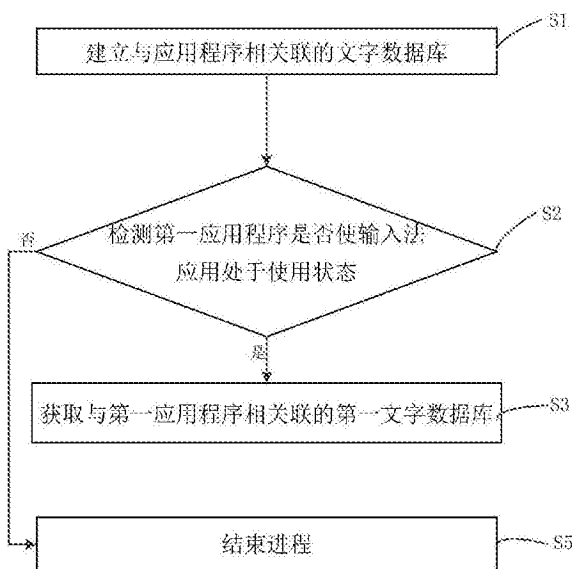 S1
建立与应用程序相关联的文字数据库
S2
否
检测第一应用程序是否使输入法
应用处于使用状态
是
S3
获取与第一应用程序相关联的第一文字数据库
结束进程
S5